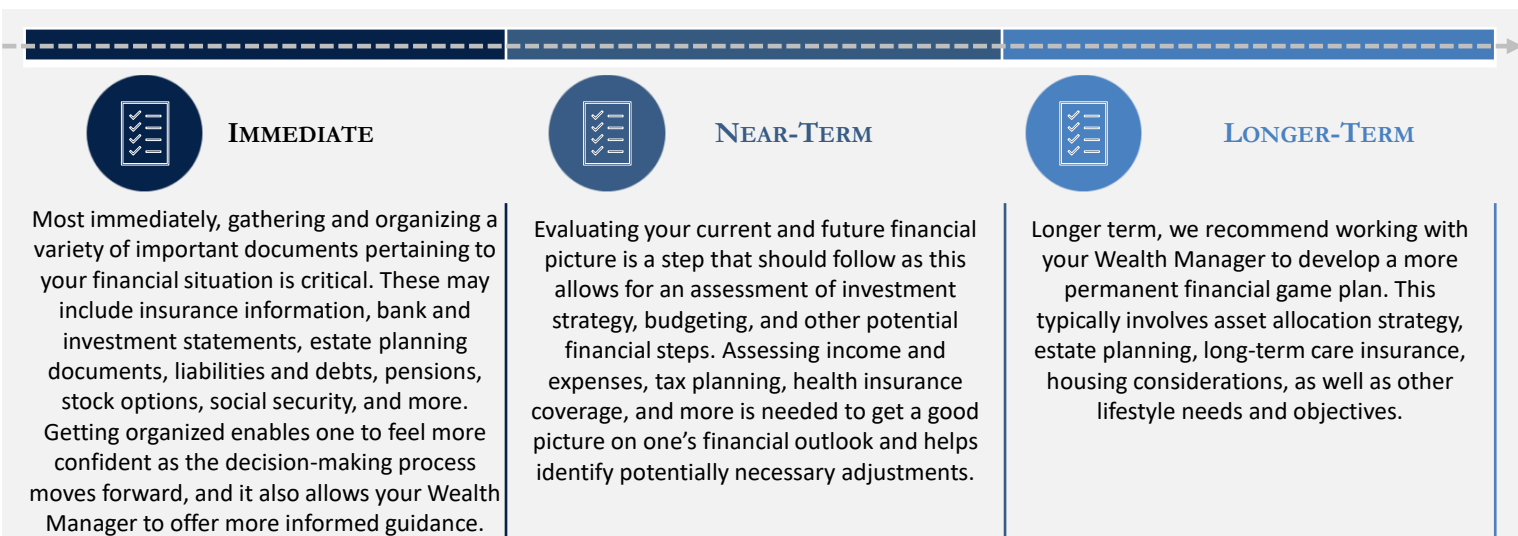 IMMEDIATE
Most immediately, gathering and organizing a
variety of important documents pertaining to
your financial situation is critical. These may
include insurance information, bank and
investment statements, estate planning
documents, liabilities and debts, pensions,
stock options, social security, and more.
Getting organized enables one to feel more
confident as the decision-making process
moves forward, and it also allows your Wealth
Manager to offer more informed guidance.
NEAR-TERM
Evaluating your current and future financial
picture is a step that should follow as this
allows for an assessment of investment
strategy, budgeting, and other potential
financial steps. Assessing income and
expenses, tax planning, health insurance
coverage, and more is needed to get a good
picture on one’s financial outlook and helps
identify potentially necessary adjustments.
LONGER-TERM
Longer term, we recommend working with
your Wealth Manager to develop a more
permanent financial game plan. This
typically involves asset allocation strategy,
estate planning, long-term care insurance,
housing considerations, as well as other
lifestyle needs and objectives.